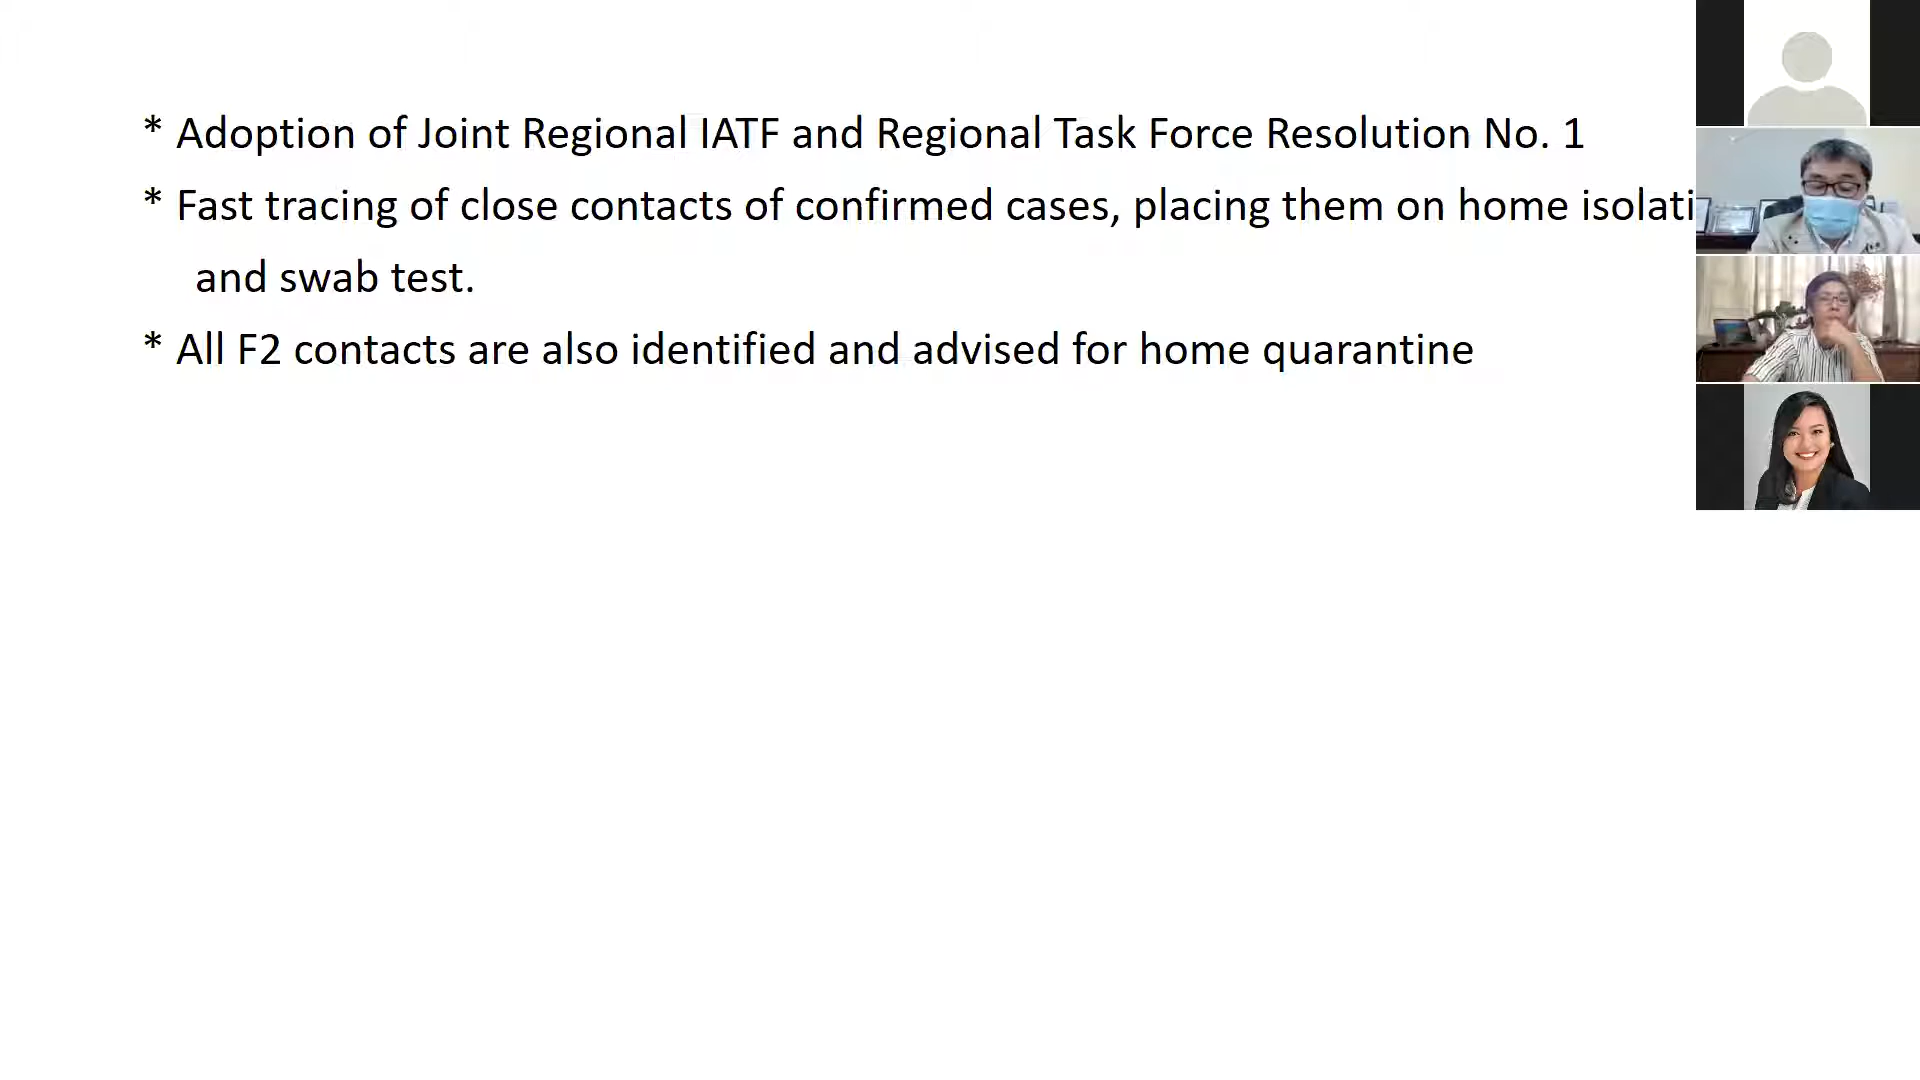 * Adoption of Joint Regional IATF and Regional Task Force Resolution No. 1
* Fast tracing of close contacts of confirmed cases, placing them on home isolati
and swab test.
* All F2 contacts are also identified and advised for home quarantine